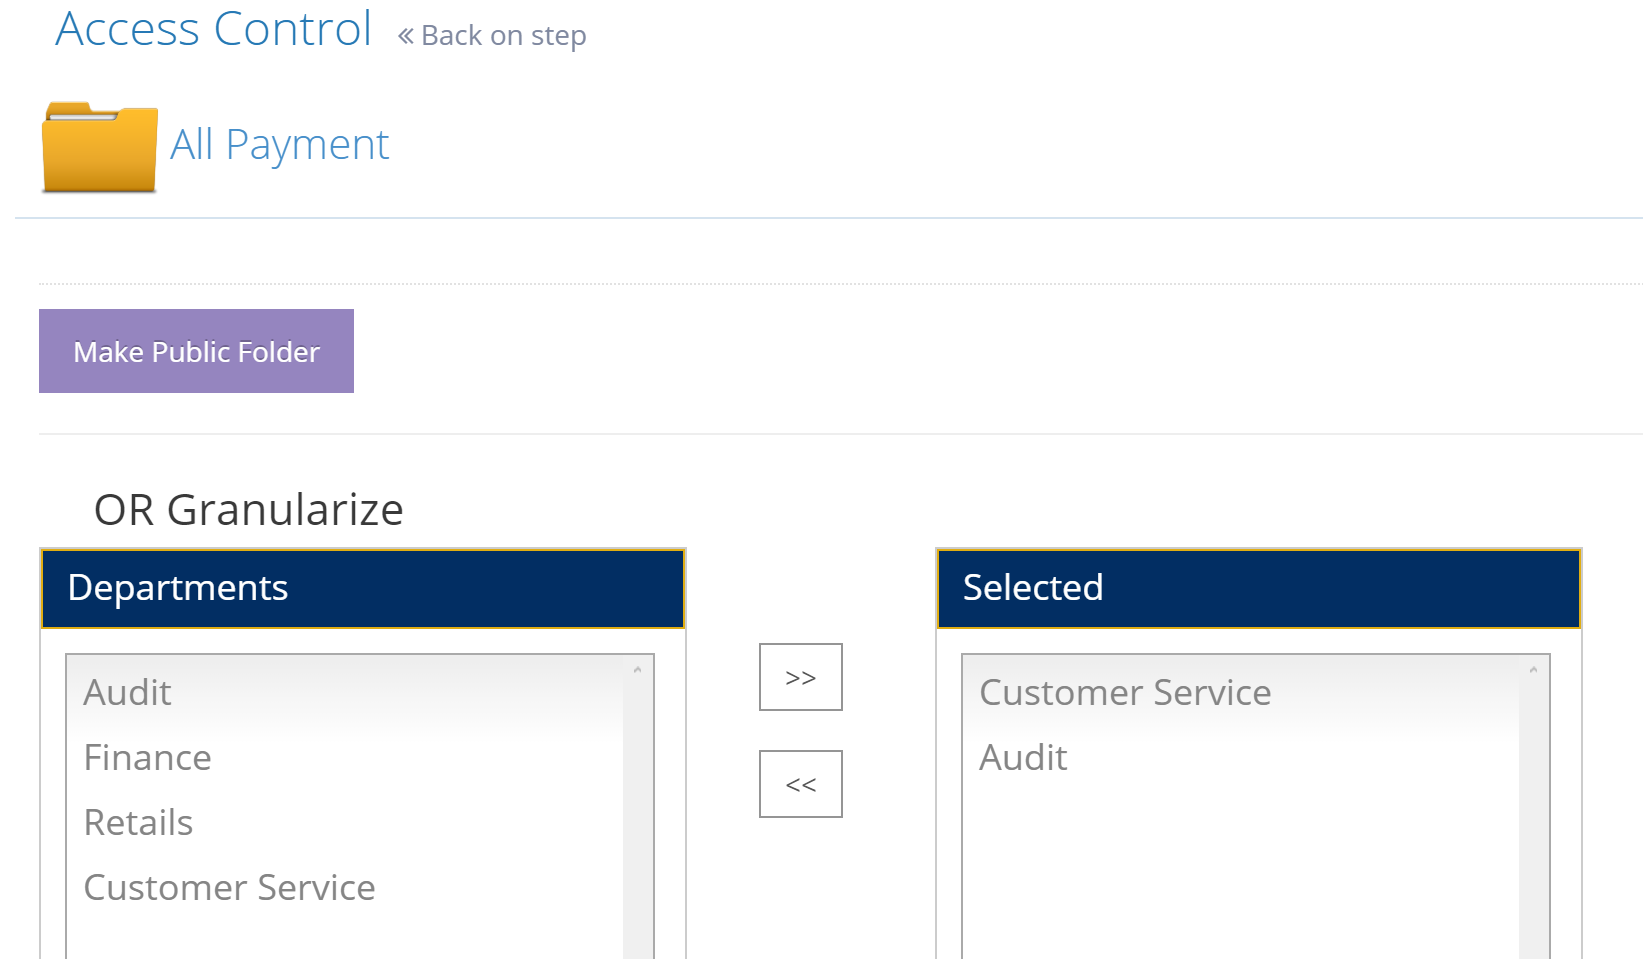 Access Control « Back on step
All Payment
Make Public Folder
OR Granularize
Departments
Audit
Finance
Retails
Customer Service
>>
<<
Selected
Customer Service
Audit